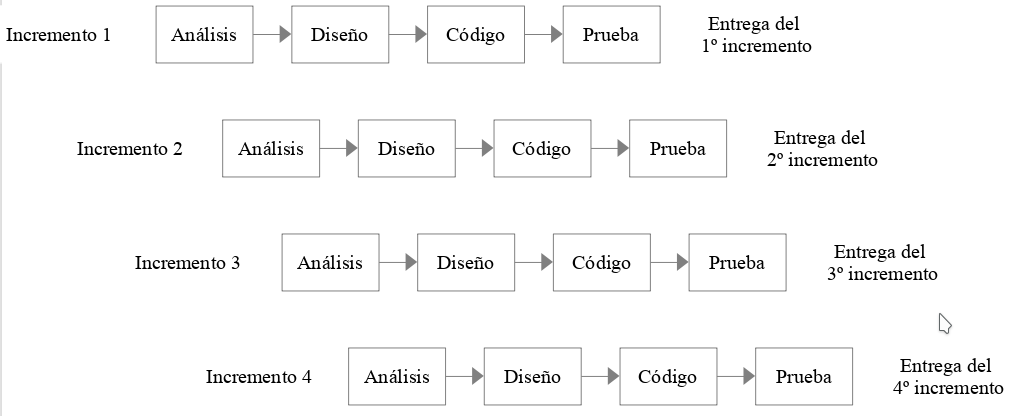 Incremento 1 Análisis Diseño Código Prueba Entrega del
1º incremento
Incremento 2 Análisis Diseño Código Prueba Entrega del
2º incremento
Incremento 3 Análisis Diseño Código Prueba Entrega del
3º incremento
Incremento 4 Análisis Diseño Código Prueba Entrega del
4º incremento